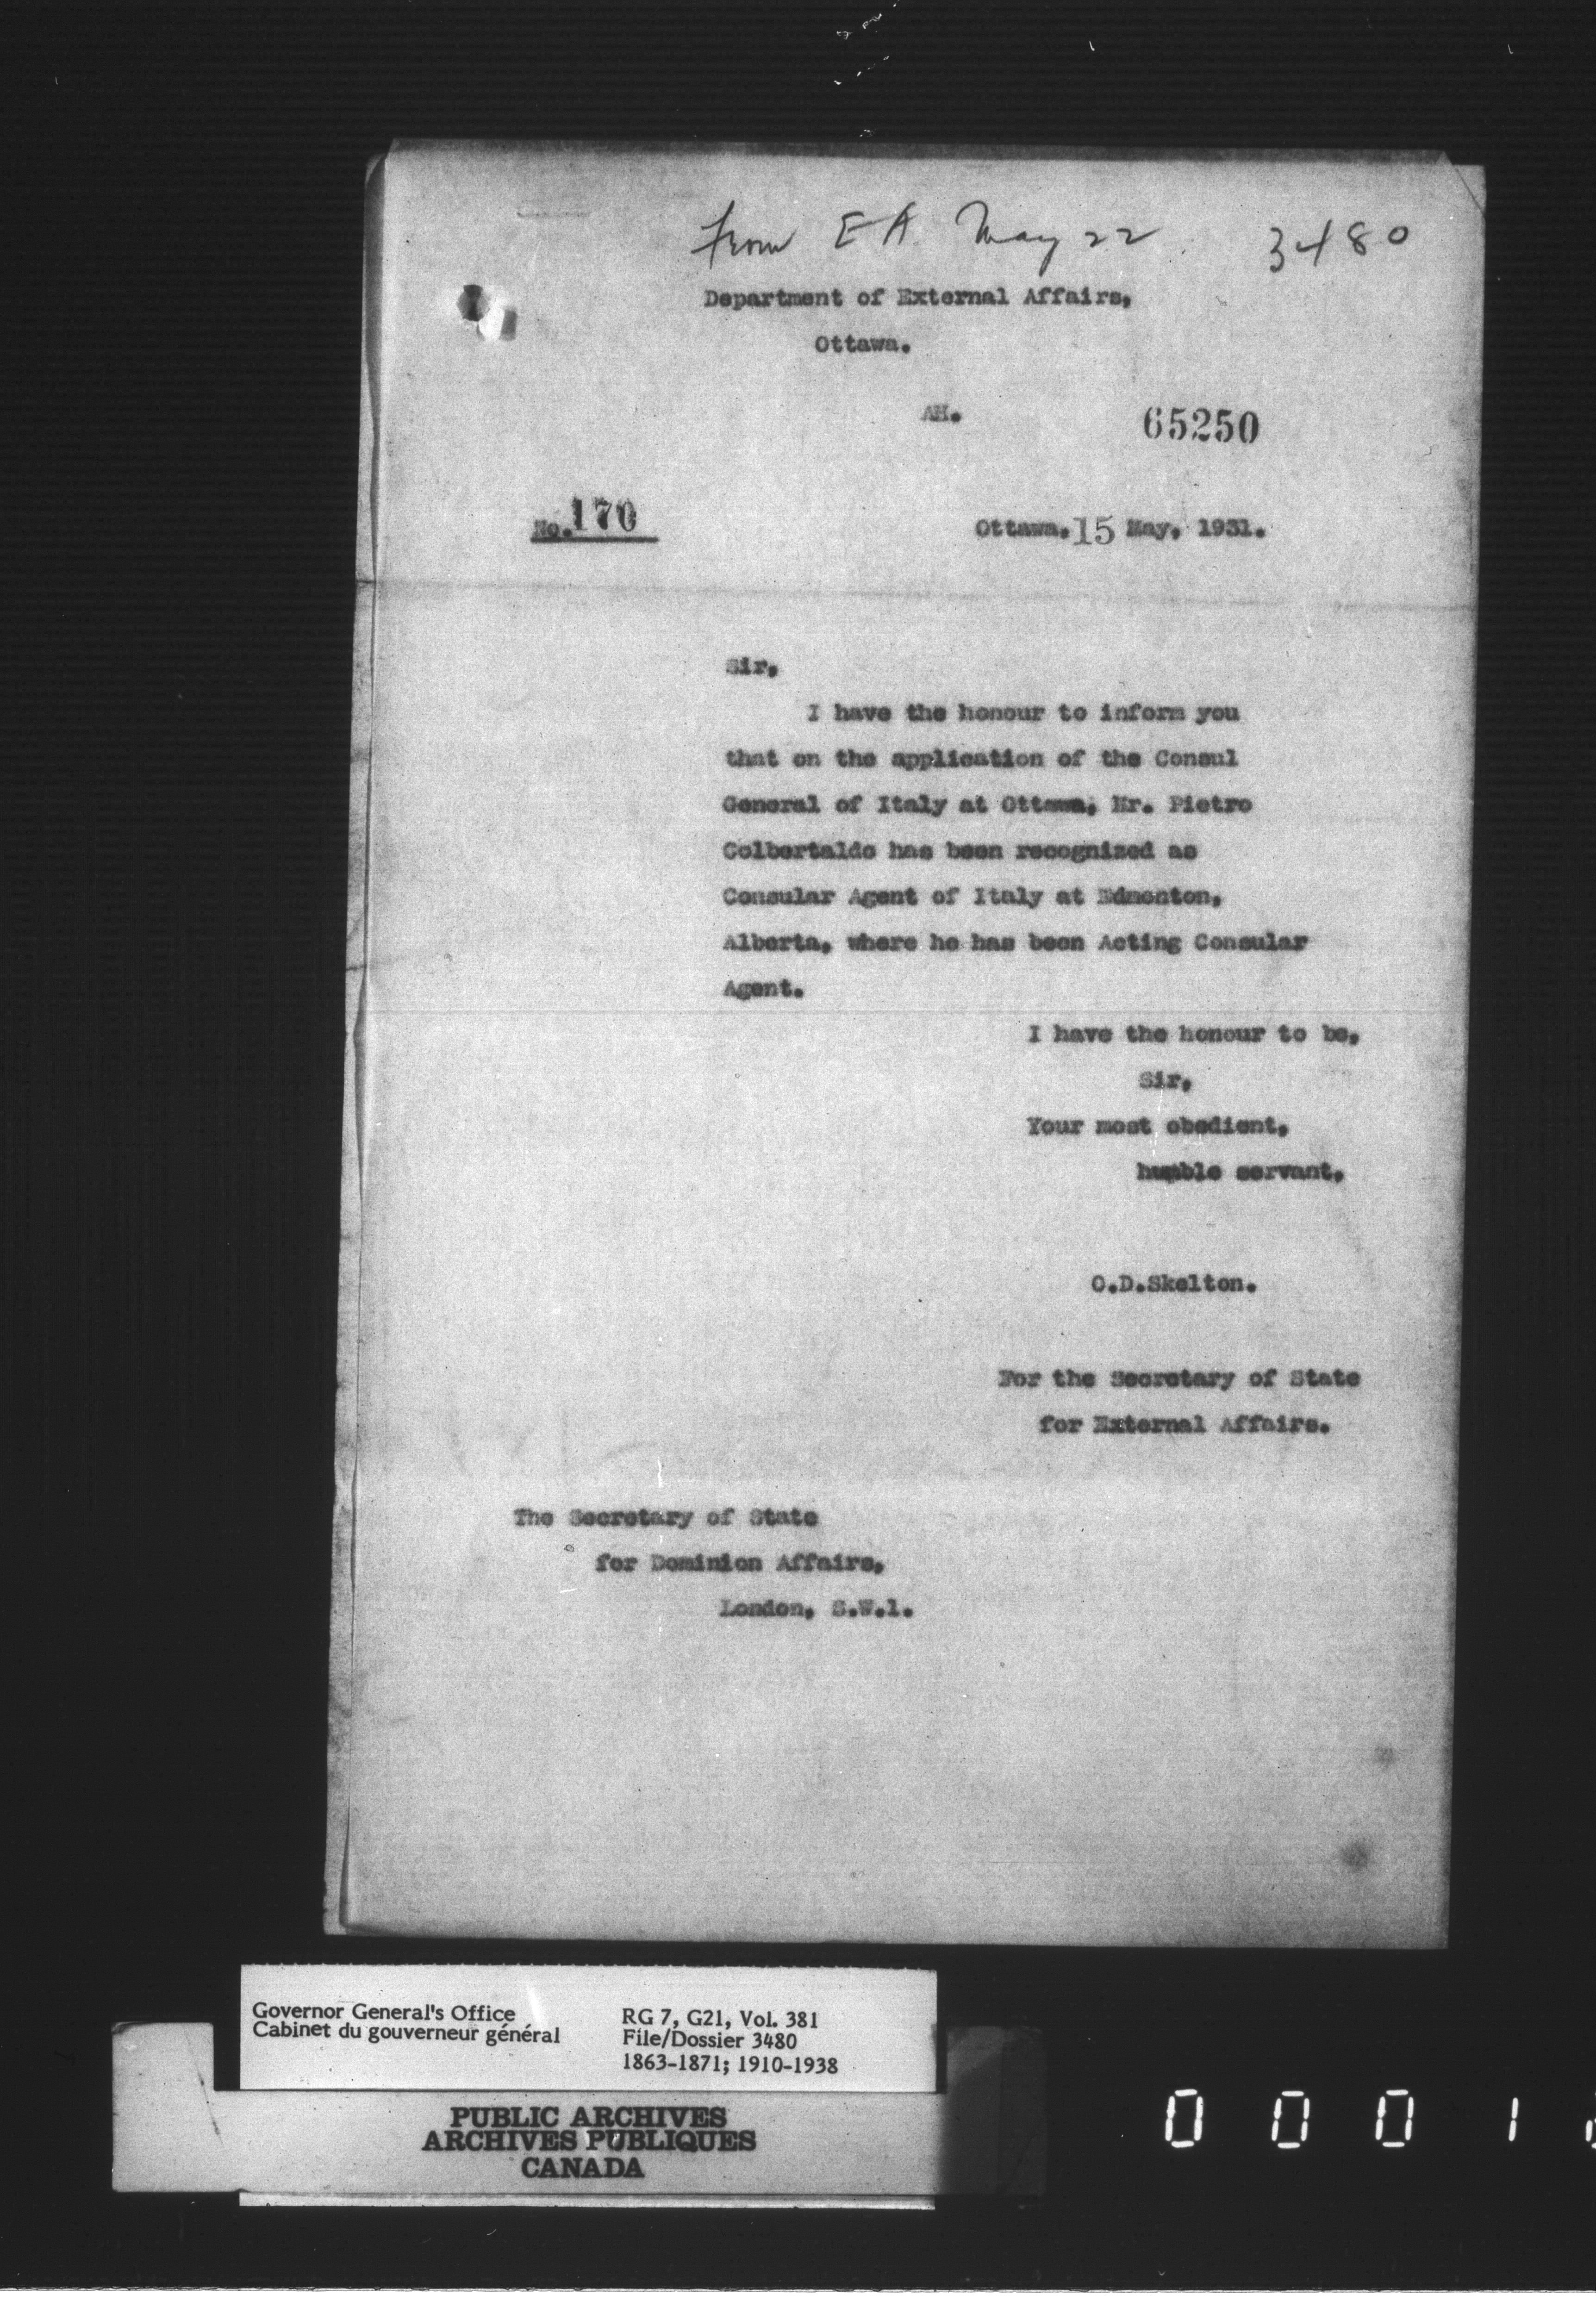 From E A. May 22. 3480
Department of External Affairs,
Ottawa.
AH.
65250
No. 170
Ottawa, 15 May, 1931.
Sir,
I have the honour to inform you
that on the application of the Consul
General of Italy at Ottawa, Mr. Pietro
Colbertaldo has been recognized as
Consular Agent of Italy at Edmonton,
Alberta, where he has been Acting Consular
Agent.
I have the honour to be,
Sir,
Your most obedient,
humble servant,
O.D.Skelton.
For the Secretary of State
for External Affairs.
The Secretary of State
for Dominion Affairs,
London, S.W.1.
Governor General's Office
Cabinet du gouverneur général
RG 7, G21, Vol. 381
File/Dossier 3480
1863-1871; 1910-1938
PUBLIC ARCHIVES
ARCHIVES PUBLIQUES
CANADA
0 0 0 1